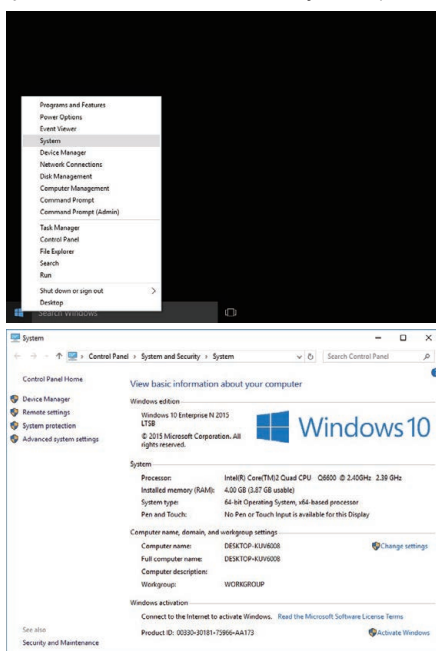 Programs and Features
Power Options
Event Viewer
System
Device Manager
Network Connections
Disk Management
Computer Management
Command Prompt
Command Prompt (Admin)
Task Manager
Control Panel
File Explorer
Search
Run
Shut down or sign out >
Desktop
Search Windows
System
Control Panel > System and Security > System
Search Control Panel
Control Panel Home
Device Manager
Remote settings
System protection
Advanced system settings
View basic information about your computer
Windows edition
Windows 10 Enterprise N 2015
LTSB
© 2015 Microsoft Corporation. All
rights reserved.
Windows 10
System
Processor: Intel(R) Core(TM)2 Quad CPU Q6600 @ 2.40GHz 2.39 GHz
Installed memory (RAM): 4.00 GB (3.87 GB usable)
System type: 64-bit Operating System, x64-based processor
Pen and Touch: No Pen or Touch Input is available for this Display
Computer name, domain, and workgroup settings
Computer name: DESKTOP-KUV6008 Change settings
Full computer name: DESKTOP-KUV6008
Computer description:
Workgroup: WORKGROUP
Windows activation
Connect to the Internet to activate Windows. Read the Microsoft Software License Terms
Product ID: 00330-30181-75966-AA173 Activate Windows
See also
Security and Maintenance